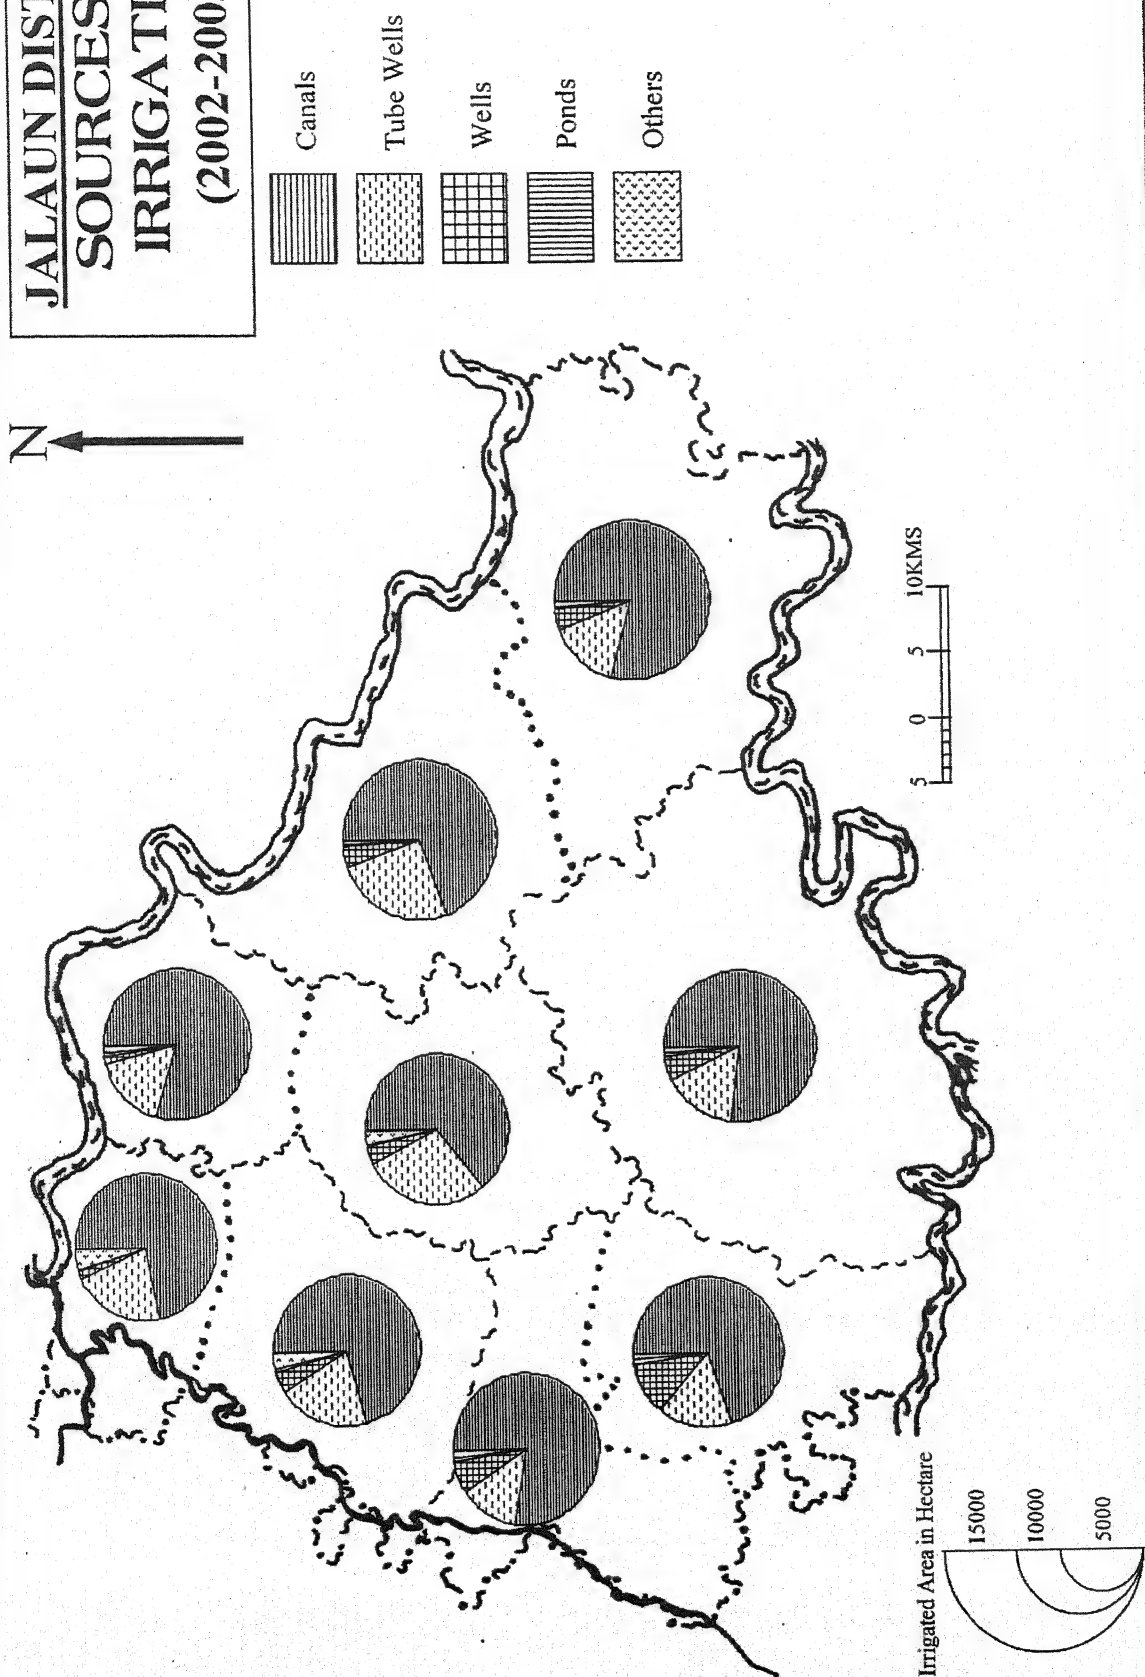 JALAUN DIST
SOURCES
IRRIGATI
(2002-200
N
Canals
Tube Wells
Wells
Ponds
Others
5 0 5 10KMS
Irrigated Area in Hectare
15000
10000
5000